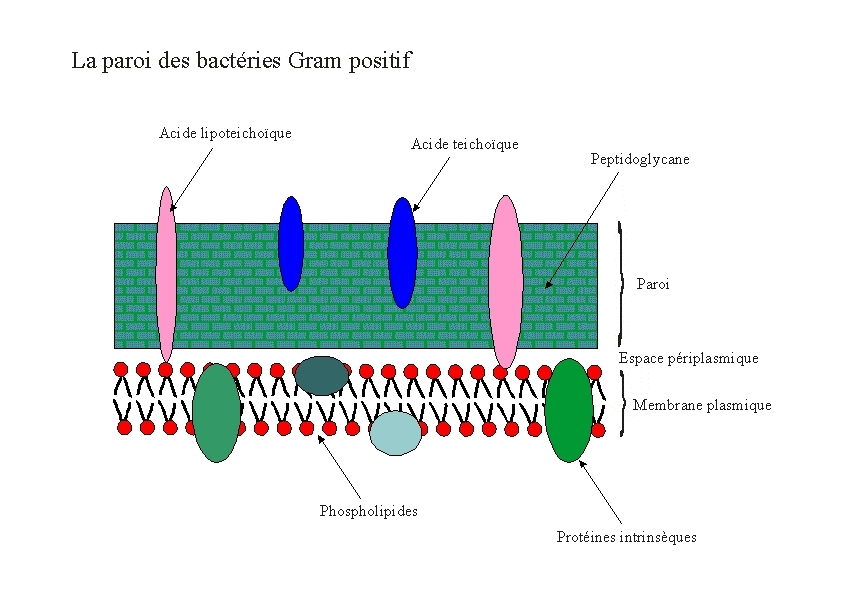 La paroi des bactéries Gram positif
Acide lipoteichoïque
Acide teichoïque
Peptidoglycane
Paroi
Espace périplasmique
Membrane plasmique
Phospholipides
Protéines intrinsèques